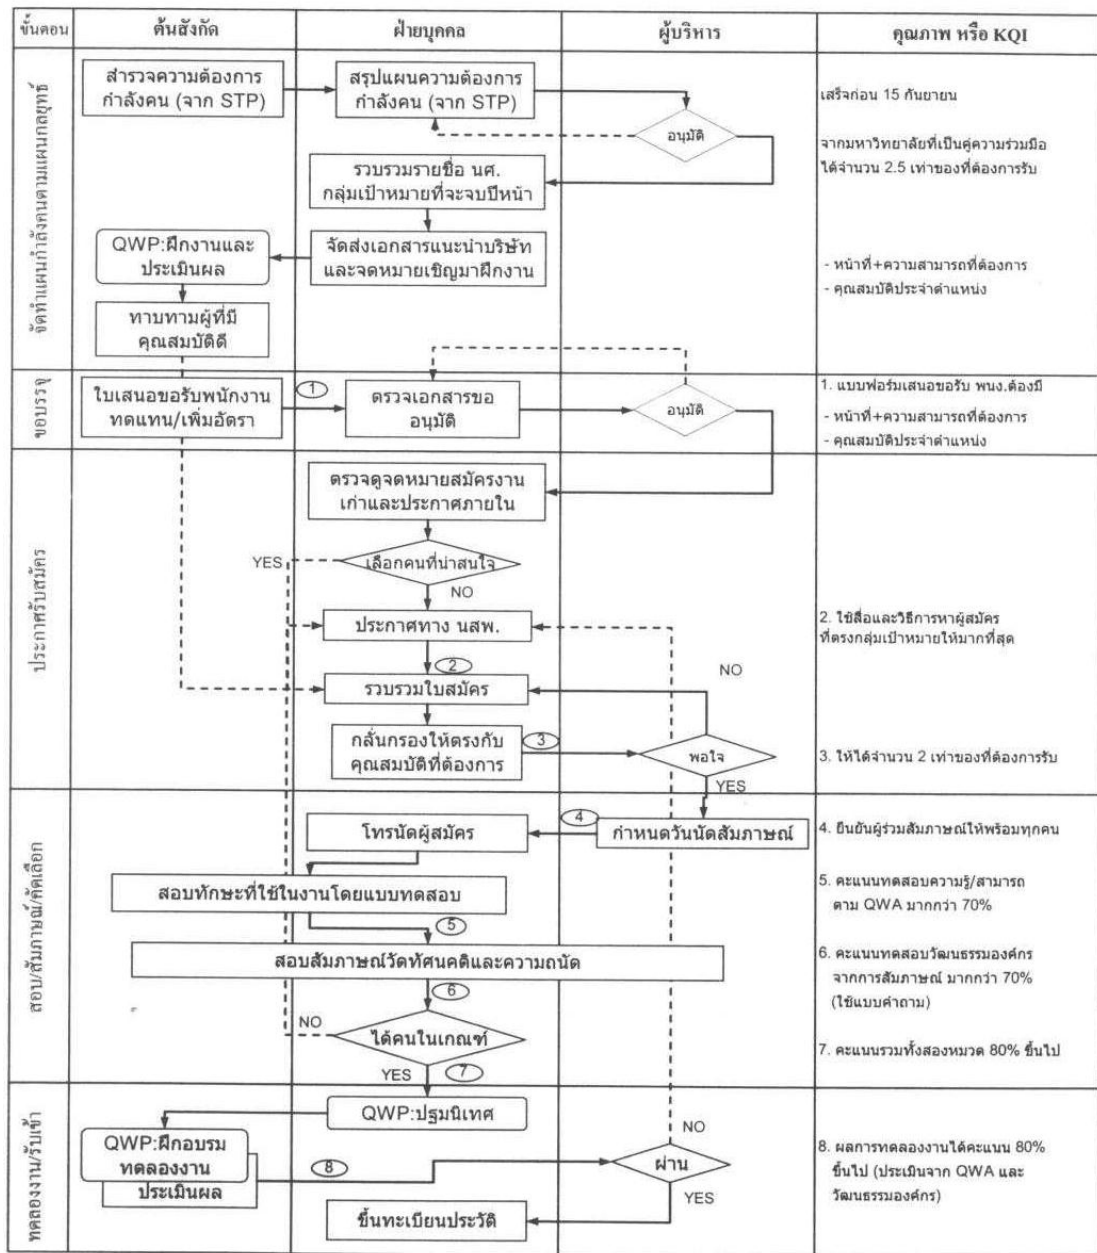 ขั้นตอน
ต้นสังกัด
ฝ่ายบุคคล
ผู้บริหาร
คุณภาพ หรือ KQI
จัดทำแผนกำลังคนตามแผนกลยุทธ์
สำรวจความต้องการ
กำลังคน (จาก STP)
สรุปแผนความต้องการ
กำลังคน (จาก STP)
อนุมัติ
เสร็จก่อน 15 กันยายน
จากมหาวิทยาลัยที่เป็นคู่ความร่วมมือ
ได้จำนวน 2.5 เท่าของที่ต้องการรับ
รวบรวมรายชื่อ นศ.
กลุ่มเป้าหมายที่จะจบปีหน้า
QWP:ฝึกงานและ
ประเมินผล
จัดส่งเอกสารแนะนำบริษัท
และจดหมายเชิญมาฝึกงาน
- หน้าที่+ความสามารถที่ต้องการ
- คุณสมบัติประจำตำแหน่ง
ทาบทามผู้ที่มี
คุณสมบัติดี
ขอบรรจุ
ใบเสนอขอรับพนักงาน
ทดแทน/เพิ่มอัตรา
1
ตรวจเอกสารขอ
อนุมัติ
อนุมัติ
1. แบบฟอร์มเสนอขอรับ พนง.ต้องมี
- หน้าที่+ความสามารถที่ต้องการ
- คุณสมบัติประจำตำแหน่ง
ประกาศรับสมัคร
ตรวจดูจดหมายสมัครงาน
เก่าและประกาศภายใน
YES
เลือกคนที่น่าสนใจ
NO
ประกาศทาง นสพ.
2. ใช้สื่อและวิธีการหาผู้สมัคร
ที่ตรงกลุ่มเป้าหมายให้มากที่สุด
2
NO
รวบรวมใบสมัคร
กลั่นกรองให้ตรงกับ
คุณสมบัติที่ต้องการ
3
พอใจ
3. ให้ได้จำนวน 2 เท่าของที่ต้องการรับ
YES
สอบ/สัมภาษณ์/คัดเลือก
โทรนัดผู้สมัคร
4
กำหนดวันนัดสัมภาษณ์
4. ยืนยันผู้ร่วมสัมภาษณ์ให้พร้อมทุกคน
สอบทักษะที่ใช้ในงานโดยแบบทดสอบ
5. คะแนนทดสอบความรู้/สามารถ
ตาม QWA มากกว่า 70%
5
สอบสัมภาษณ์วัดทัศนคติและความถนัด
6. คะแนนทดสอบวัฒนธรรมองค์กร
จากการสัมภาษณ์ มากกว่า 70%
(ใช้แบบคำถาม)
6
NO
ได้คนในเกณฑ์
7. คะแนนรวมทั้งสองหมวด 80% ขึ้นไป
YES
7
ทดลองงาน/รับเข้า
QWP:ปฐมนิเทศ
NO
QWP:ฝึกอบรม
ทดลองงาน
ประเมินผล
8
ผ่าน
8. ผลการทดลองงานได้คะแนน 80%
ขึ้นไป (ประเมินจาก QWA และ
วัฒนธรรมองค์กร)
YES
ขึ้นทะเบียนประวัติ